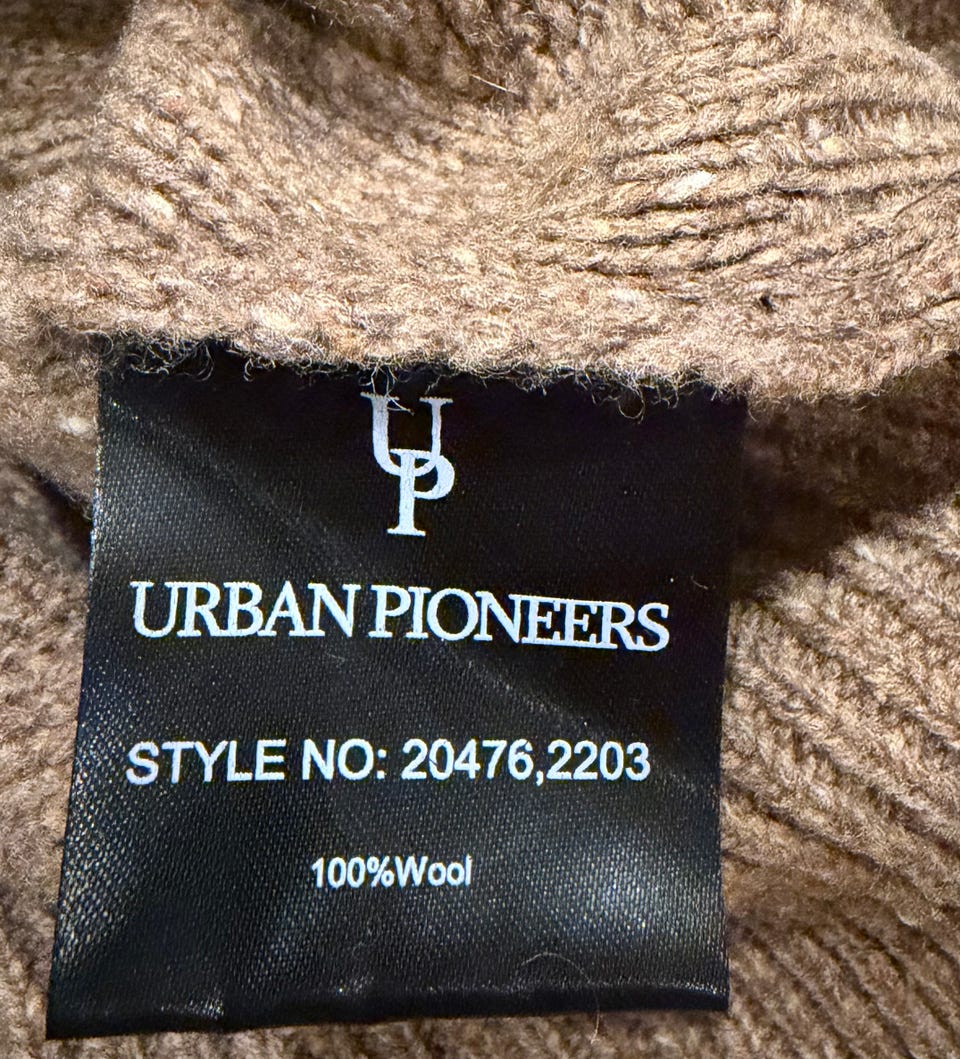 UP
URBAN PIONEERS
STYLE NO: 20476,2203
100%Wool